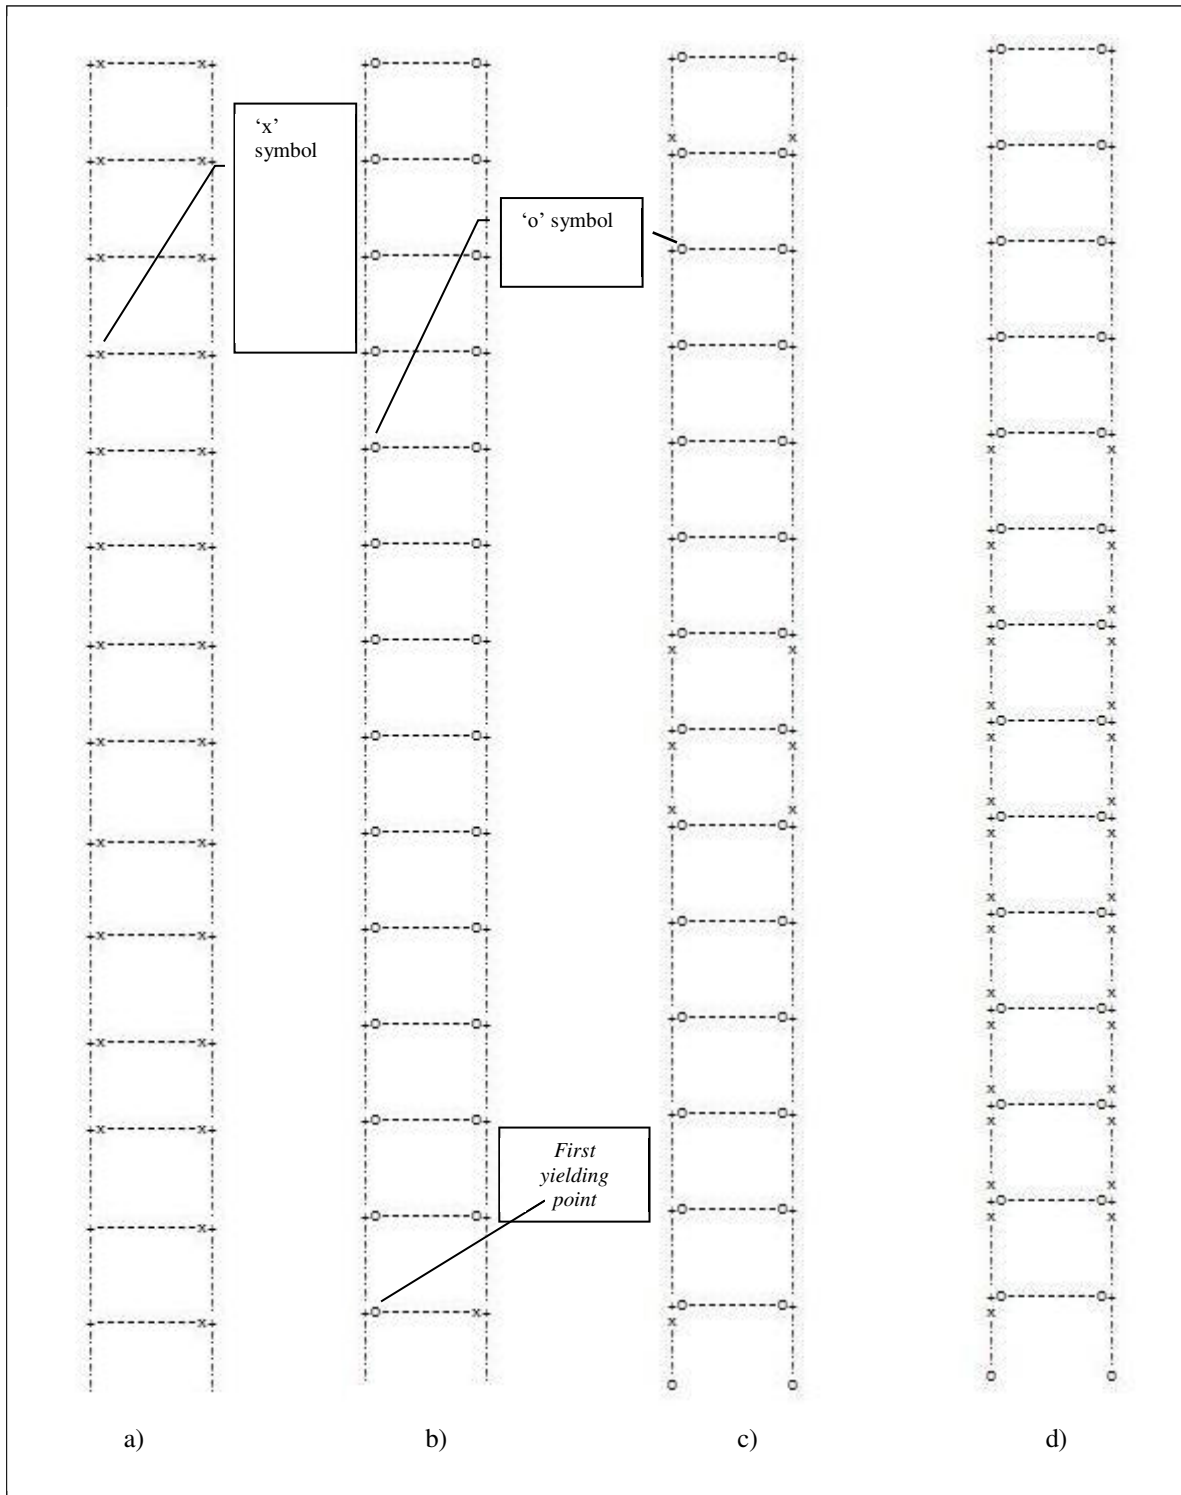 ‘x’
symbol
‘o’ symbol
First
yielding
point
a)
b)
c)
d)